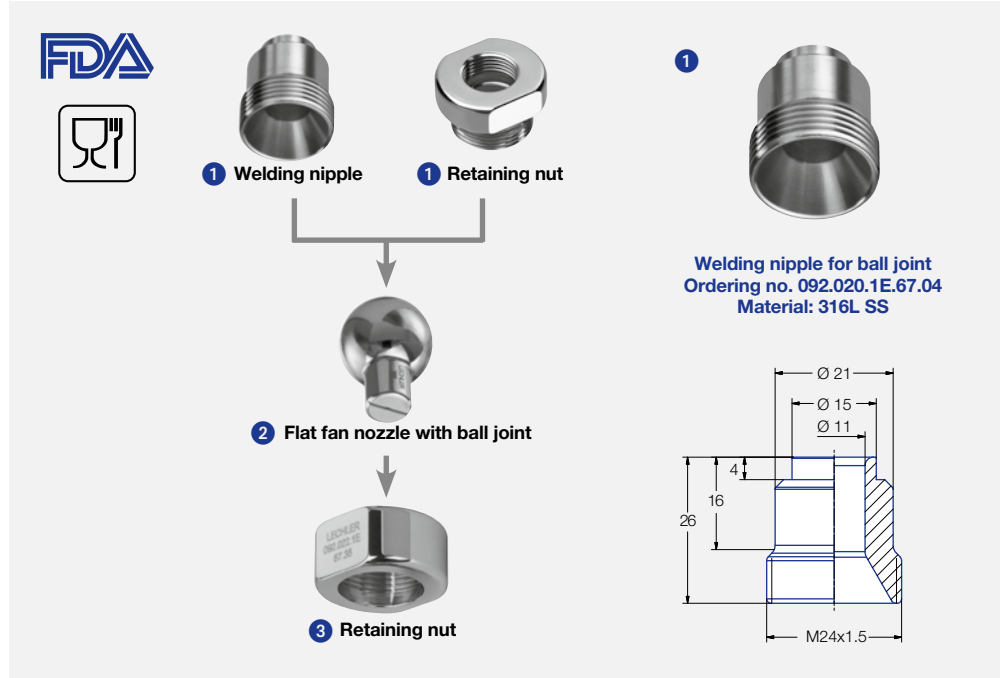 FDA
1 Welding nipple
1 Retaining nut
2 Flat fan nozzle with ball joint
LECHLER
092.022.1E
67.35
3 Retaining nut
1
Welding nipple for ball joint
Ordering no. 092.020.1E.67.04
Material: 316L SS
Ø 21
Ø 15
Ø 11
4
16
26
M24x1.5